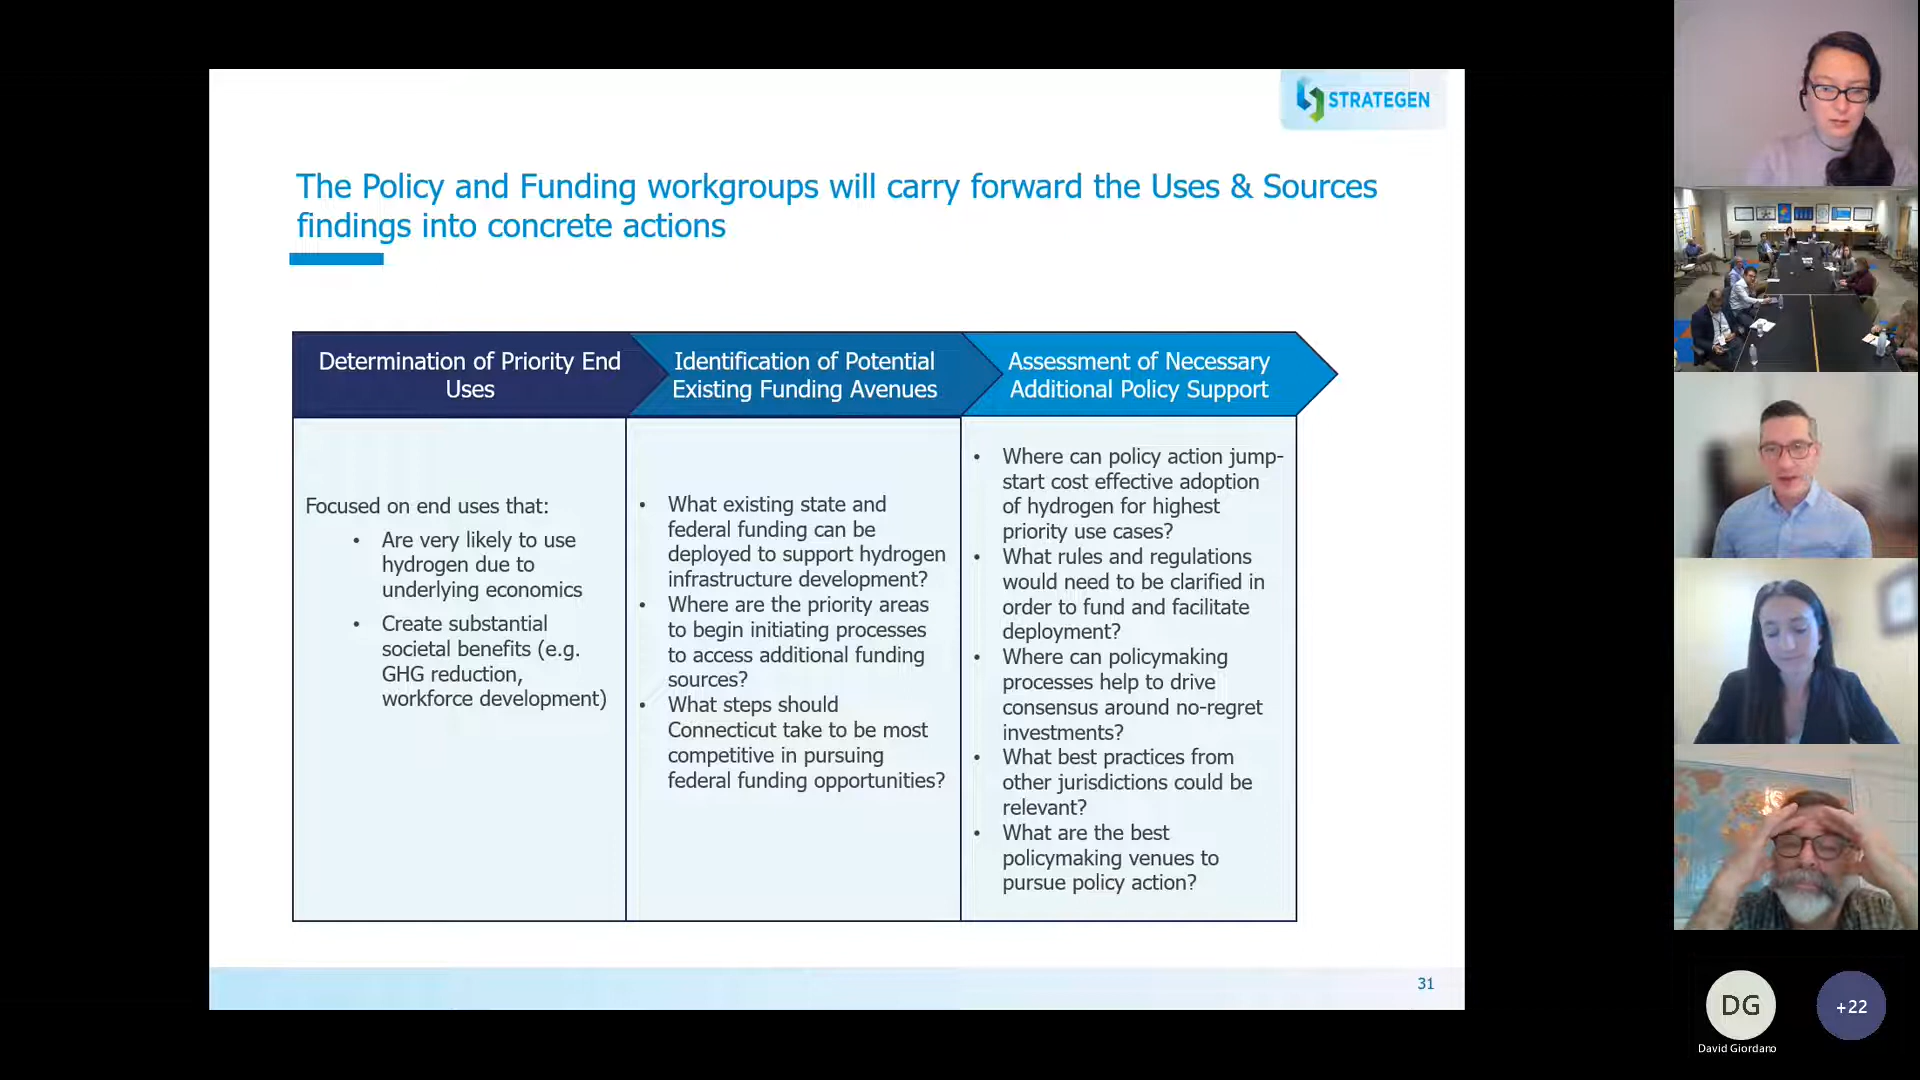 STRATEGEN
The Policy and Funding workgroups will carry forward the Uses & Sources
findings into concrete actions
Determination of Priority End
Uses
Focused on end uses that:
• Are very likely to use
hydrogen due to
underlying economics
• Create substantial
societal benefits (e.g.
GHG reduction,
workforce development)
Identification of Potential
Existing Funding Avenues
• What existing state and
federal funding can be
deployed to support hydrogen
infrastructure development?
• Where are the priority areas
to begin initiating processes
to access additional funding
sources?
• What steps should
Connecticut take to be most
competitive in pursuing
federal funding opportunities?
Assessment of Necessary
Additional Policy Support
• Where can policy action jump-
start cost effective adoption
of hydrogen for highest
priority use cases?
• What rules and regulations
would need to be clarified in
order to fund and facilitate
deployment?
• Where can policymaking
processes help to drive
consensus around no-regret
investments?
• What best practices from
other jurisdictions could be
relevant?
• What are the best
policymaking venues to
pursue policy action?
31
DG
David Giordano
+22